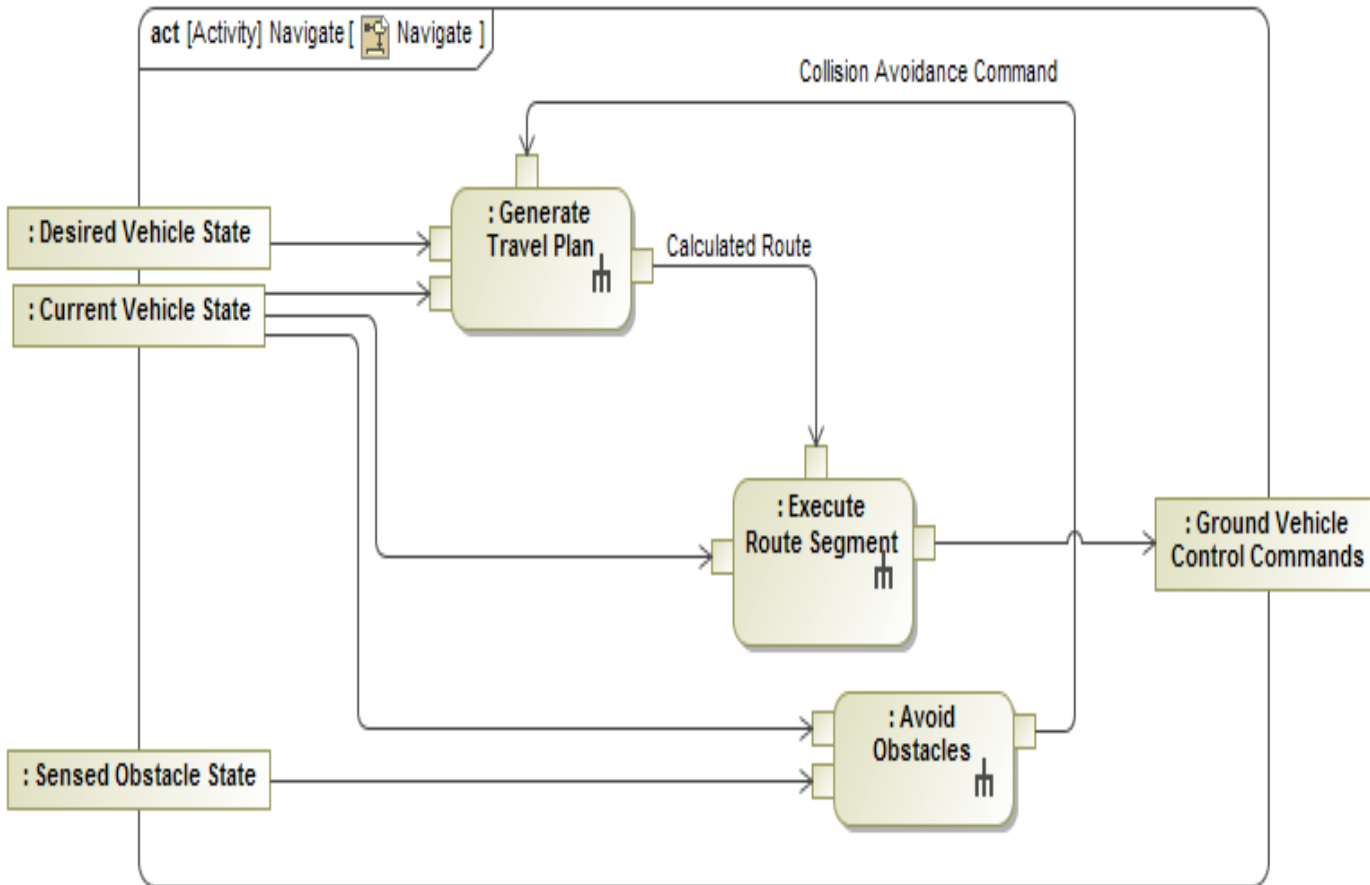 act [Activity] Navigate [ Navigate ]
Collision Avoidance Command
: Desired Vehicle State
: Generate
Travel Plan
Calculated Route
: Current Vehicle State
: Execute
Route Segment
: Ground Vehicle
Control Commands
: Avoid
Obstacles
: Sensed Obstacle State